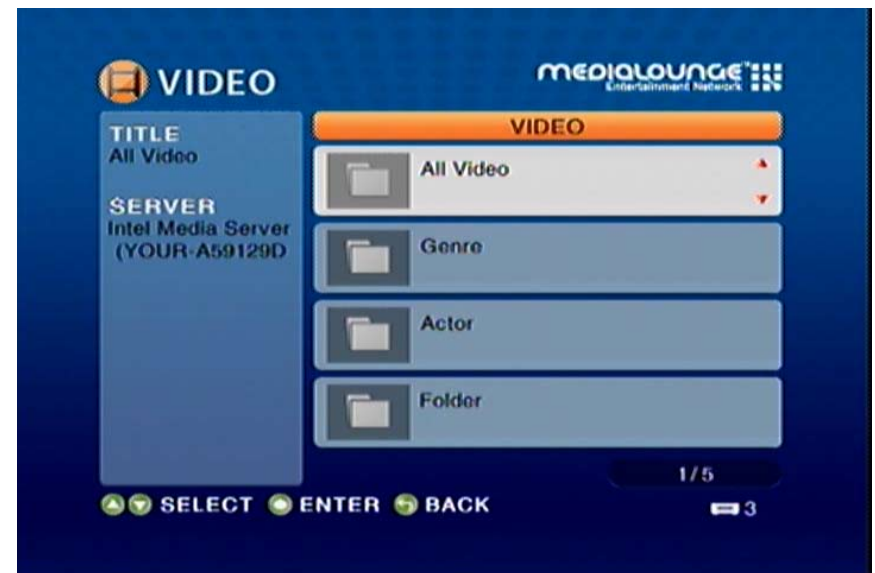 VIDEO
MEDIALOUNGE
Entertainment Network
TITLE
All Video
SERVER
Intel Media Server
(YOUR-A59129D
VIDEO
All Video
Genre
Actor
Folder
1/5
SELECT ENTER BACK
3